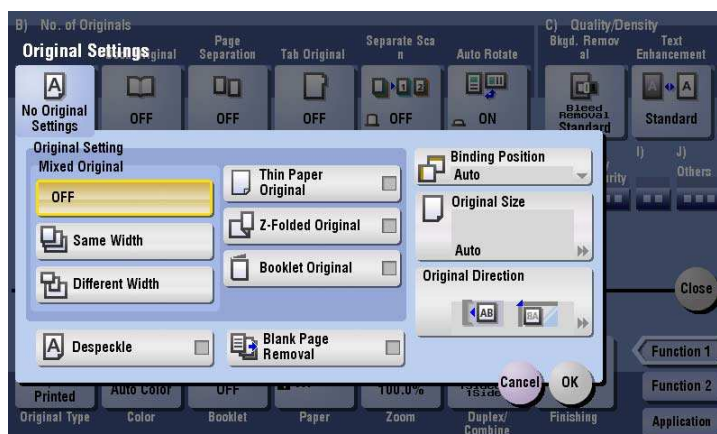 B) No. of Originals
C) Quality/Density
Original Settings
Original
Page
Separation
Tab Original
Separate Sca
n
Auto Rotate
Bkgd. Remov
al
Text
Enhancement
No Original
Settings
OFF
OFF
OFF
OFF
ON
Bleed
Removal
Standard
Standard
Original Setting
Mixed Original
OFF
Same Width
Different Width
Thin Paper
Original
Z-Folded Original
Booklet Original
Despeckle
Blank Page
Removal
Binding Position
Auto
Original Size
Auto
Original Direction
I)
J)
Others
Close
Cancel
OK
Function 1
Function 2
Application
Printed
Auto Color
OFF
100.0%
Original Type
Color
Booklet
Paper
Zoom
Duplex/
Combine
Finishing